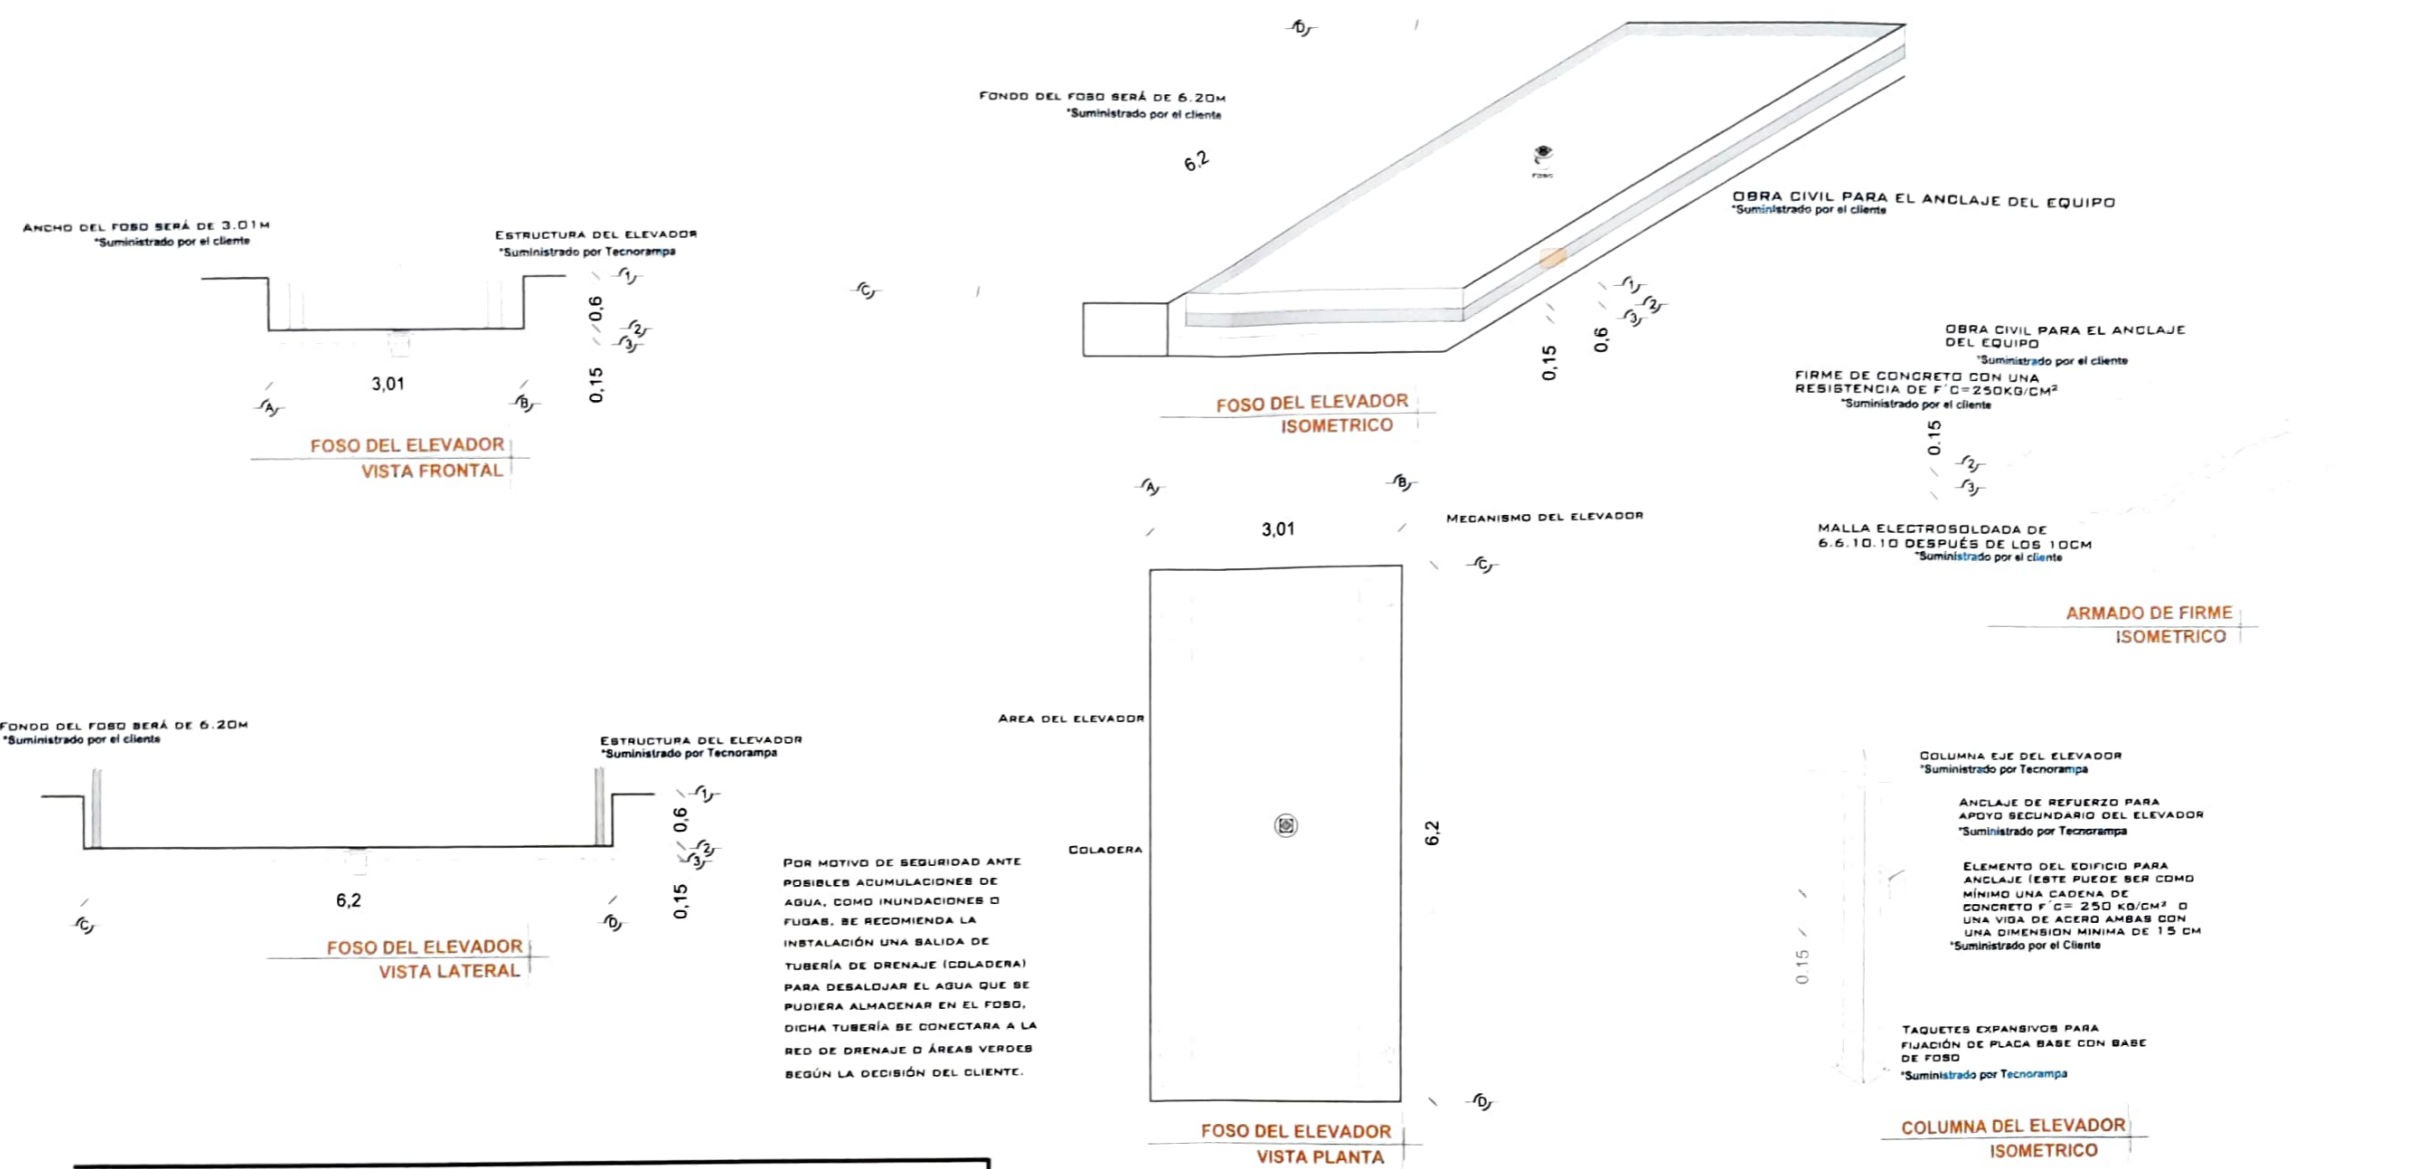 ANCHO DEL FOSO SERÁ DE 3.01M
*Suministrado por el cliente
ESTRUCTURA DEL ELEVADOR
*Suministrado por Tecnorampa
1
0,6
2
3
0,15
3,01
A
B
FOSO DEL ELEVADOR
VISTA FRONTAL
D
FONDO DEL FOSO SERÁ DE 6.20M
*Suministrado por el cliente
6,2
C
FOSO
OBRA CIVIL PARA EL ANCLAJE DEL EQUIPO
*Suministrado por el cliente
1
2
3
0,15
0,6
FOSO DEL ELEVADOR
ISOMETRICO
OBRA CIVIL PARA EL ANCLAJE
DEL EQUIPO
*Suministrado por el cliente
FIRME DE CONCRETO CON UNA
RESISTENCIA DE F´C=250KG/CM²
*Suministrado por el cliente
0.15
2
3
MALLA ELECTROSOLDADA DE
6.6.10.10 DESPUÉS DE LOS 10CM
*Suministrado por el cliente
ARMADO DE FIRME
ISOMETRICO
FONDO DEL FOSO SERÁ DE 6.20M
*Suministrado por el cliente
ESTRUCTURA DEL ELEVADOR
*Suministrado por Tecnorampa
1
0,6
2
3
0,15
6,2
C
D
FOSO DEL ELEVADOR
VISTA LATERAL
POR MOTIVO DE SEGURIDAD ANTE
POSIBLES ACUMULACIONES DE
AGUA, COMO INUNDACIONES O
FUGAS, SE RECOMIENDA LA
INSTALACIÓN UNA SALIDA DE
TUBERÍA DE DRENAJE (COLADERA)
PARA DESALOJAR EL AGUA QUE SE
PUDIERA ALMACENAR EN EL FOSO,
DICHA TUBERÍA SE CONECTARA A LA
RED DE DRENAJE O ÁREAS VERDES
SEGÚN LA DECISIÓN DEL CLIENTE.
A
B
3,01
MECANISMO DEL ELEVADOR
C
AREA DEL ELEVADOR
COLADERA
6,2
D
FOSO DEL ELEVADOR
VISTA PLANTA
COLUMNA EJE DEL ELEVADOR
*Suministrado por Tecnorampa
ANCLAJE DE REFUERZO PARA
APOYO SECUNDARIO DEL ELEVADOR
*Suministrado por Tecnorampa
ELEMENTO DEL EDIFICIO PARA
ANCLAJE (ESTE PUEDE SER COMO
MÍNIMO UNA CADENA DE
CONCRETO F´C= 250 KG/CM² O
UNA VIGA DE ACERO AMBAS CON
UNA DIMENSION MINIMA DE 15 CM
*Suministrado por el Cliente
0.15
TAQUETES EXPANSIVOS PARA
FIJACIÓN DE PLACA BASE CON BASE
DE FOSO
*Suministrado por Tecnorampa
COLUMNA DEL ELEVADOR
ISOMETRICO